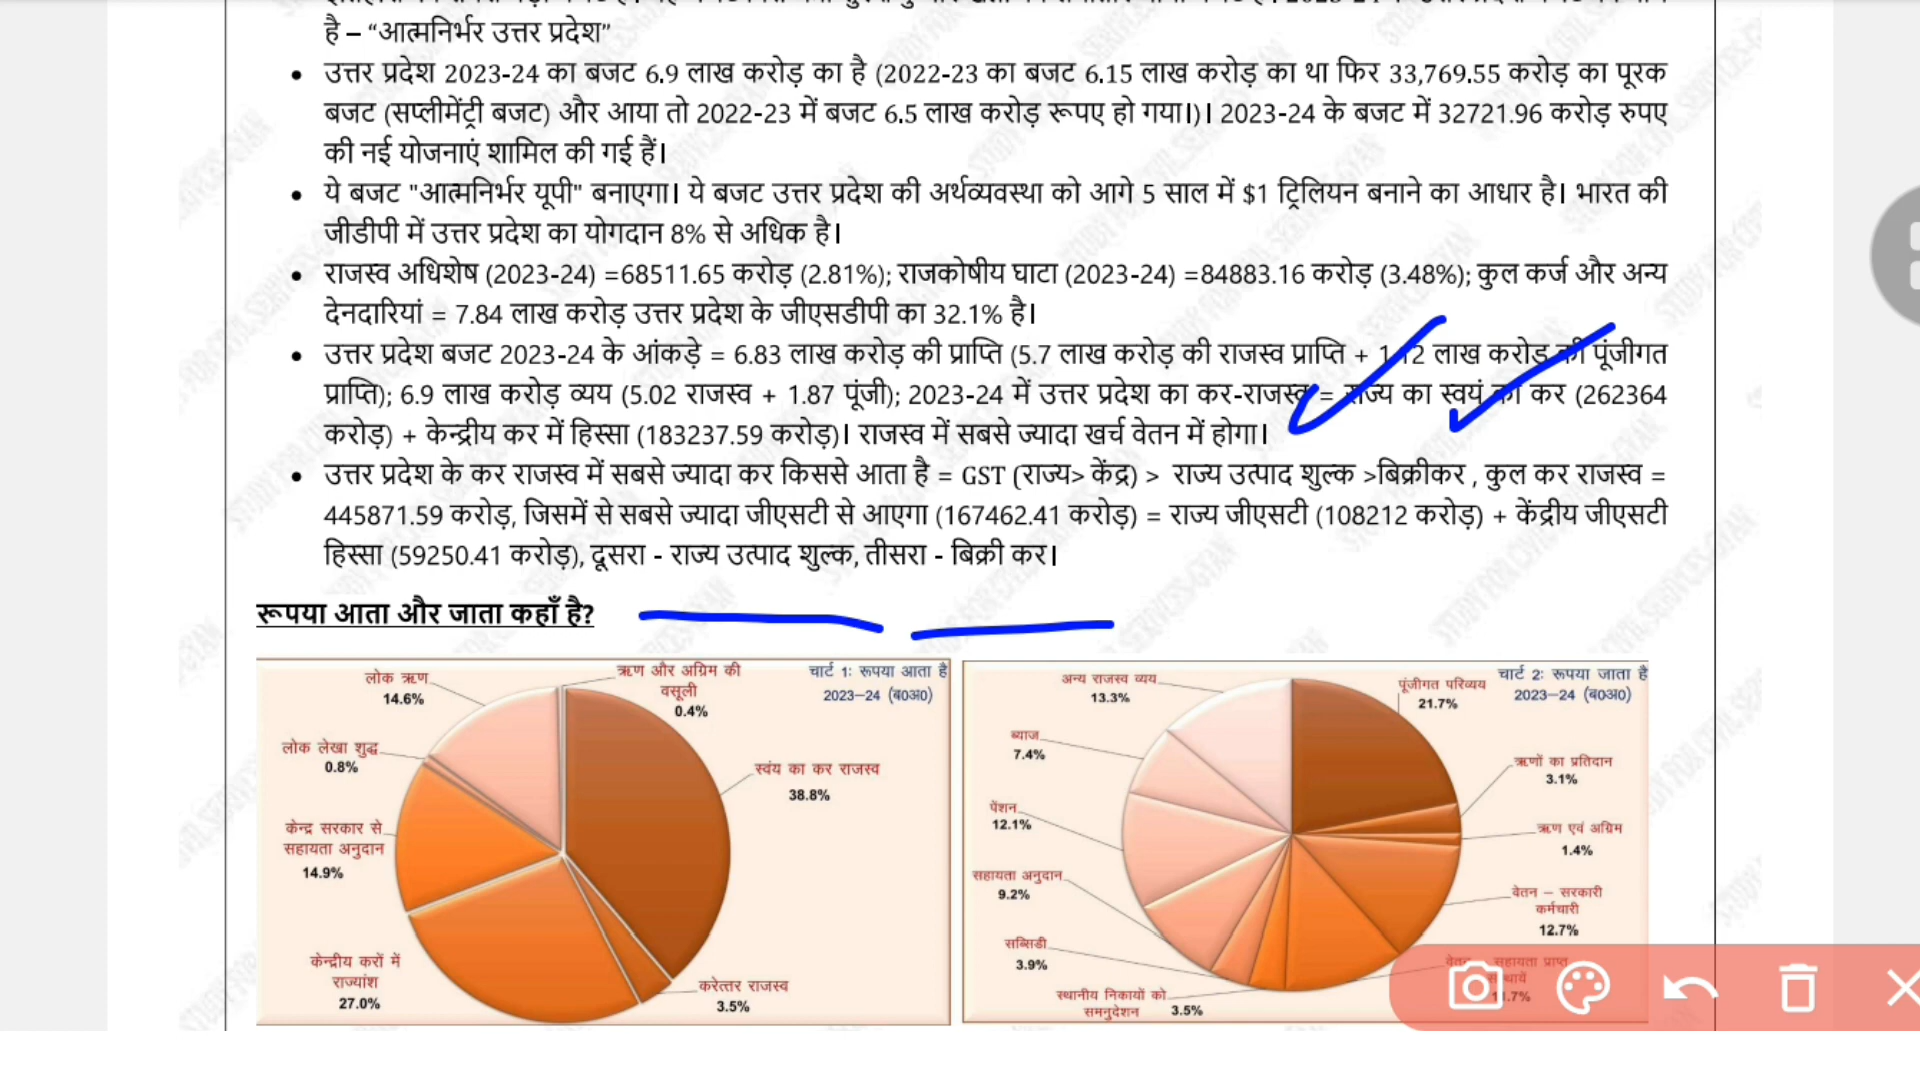 है – “आत्मनिर्भर उत्तर प्रदेश”
• उत्तर प्रदेश 2023-24 का बजट 6.9 लाख करोड़ का है (2022-23 का बजट 6.15 लाख करोड़ का था फिर 33,769.55 करोड़ का पूरक
बजट (सप्लीमेंट्री बजट) और आया तो 2022-23 में बजट 6.5 लाख करोड़ रूपए हो गया।)। 2023-24 के बजट में 32721.96 करोड़ रुपए
की नई योजनाएं शामिल की गई हैं।
• ये बजट "आत्मनिर्भर यूपी" बनाएगा। ये बजट उत्तर प्रदेश की अर्थव्यवस्था को आगे 5 साल में $1 ट्रिलियन बनाने का आधार है। भारत की
जीडीपी में उत्तर प्रदेश का योगदान 8% से अधिक है।
• राजस्व अधिशेष (2023-24) =68511.65 करोड़ (2.81%); राजकोषीय घाटा (2023-24) =84883.16 करोड़ (3.48%); कुल कर्ज और अन्य
देनदारियां = 7.84 लाख करोड़ उत्तर प्रदेश के जीएसडीपी का 32.1% है।
• उत्तर प्रदेश बजट 2023-24 के आंकड़े = 6.83 लाख करोड़ की प्राप्ति (5.7 लाख करोड़ की राजस्व प्राप्ति + 1.12 लाख करोड़ की पूंजीगत
प्राप्ति); 6.9 लाख करोड़ व्यय (5.02 राजस्व + 1.87 पूंजी); 2023-24 में उत्तर प्रदेश का कर-राजस्व = राज्य का स्वयं का कर (262364
करोड़) + केन्द्रीय कर में हिस्सा (183237.59 करोड़)। राजस्व में सबसे ज्यादा खर्च वेतन में होगा।
• उत्तर प्रदेश के कर राजस्व में सबसे ज्यादा कर किससे आता है = GST (राज्य> केंद्र) > राज्य उत्पाद शुल्क >बिक्रीकर , कुल कर राजस्व =
445871.59 करोड़, जिसमें से सबसे ज्यादा जीएसटी से आएगा (167462.41 करोड़) = राज्य जीएसटी (108212 करोड़) + केंद्रीय जीएसटी
हिस्सा (59250.41 करोड़), दूसरा - राज्य उत्पाद शुल्क, तीसरा - बिक्री कर।
रूपया आता और जाता कहाँ है?
चार्ट 1: रूपया आता है
2023–24 (ब0अ0)
लोक ऋण
14.6%
ऋण और अग्रिम की
वसूली
0.4%
लोक लेखा शुद्ध
0.8%
स्वंय का कर राजस्व
38.8%
केन्द्र सरकार से
सहायता अनुदान
14.9%
केन्द्रीय करों में
राज्यांश
27.0%
करेत्तर राजस्व
3.5%
चार्ट 2: रूपया जाता है
2023–24 (ब0अ0)
अन्य राजस्व व्यय
13.3%
पूंजीगत परिव्यय
21.7%
ब्याज
7.4%
ऋणों का प्रतिदान
3.1%
पेंशन
12.1%
ऋण एवं अग्रिम
1.4%
सहायता अनुदान
9.2%
वेतन – सरकारी
कर्मचारी
12.7%
सब्सिडी
3.9%
सहायता प्राप्त
स्थानीय निकायों को
समनुदेशन 3.5%